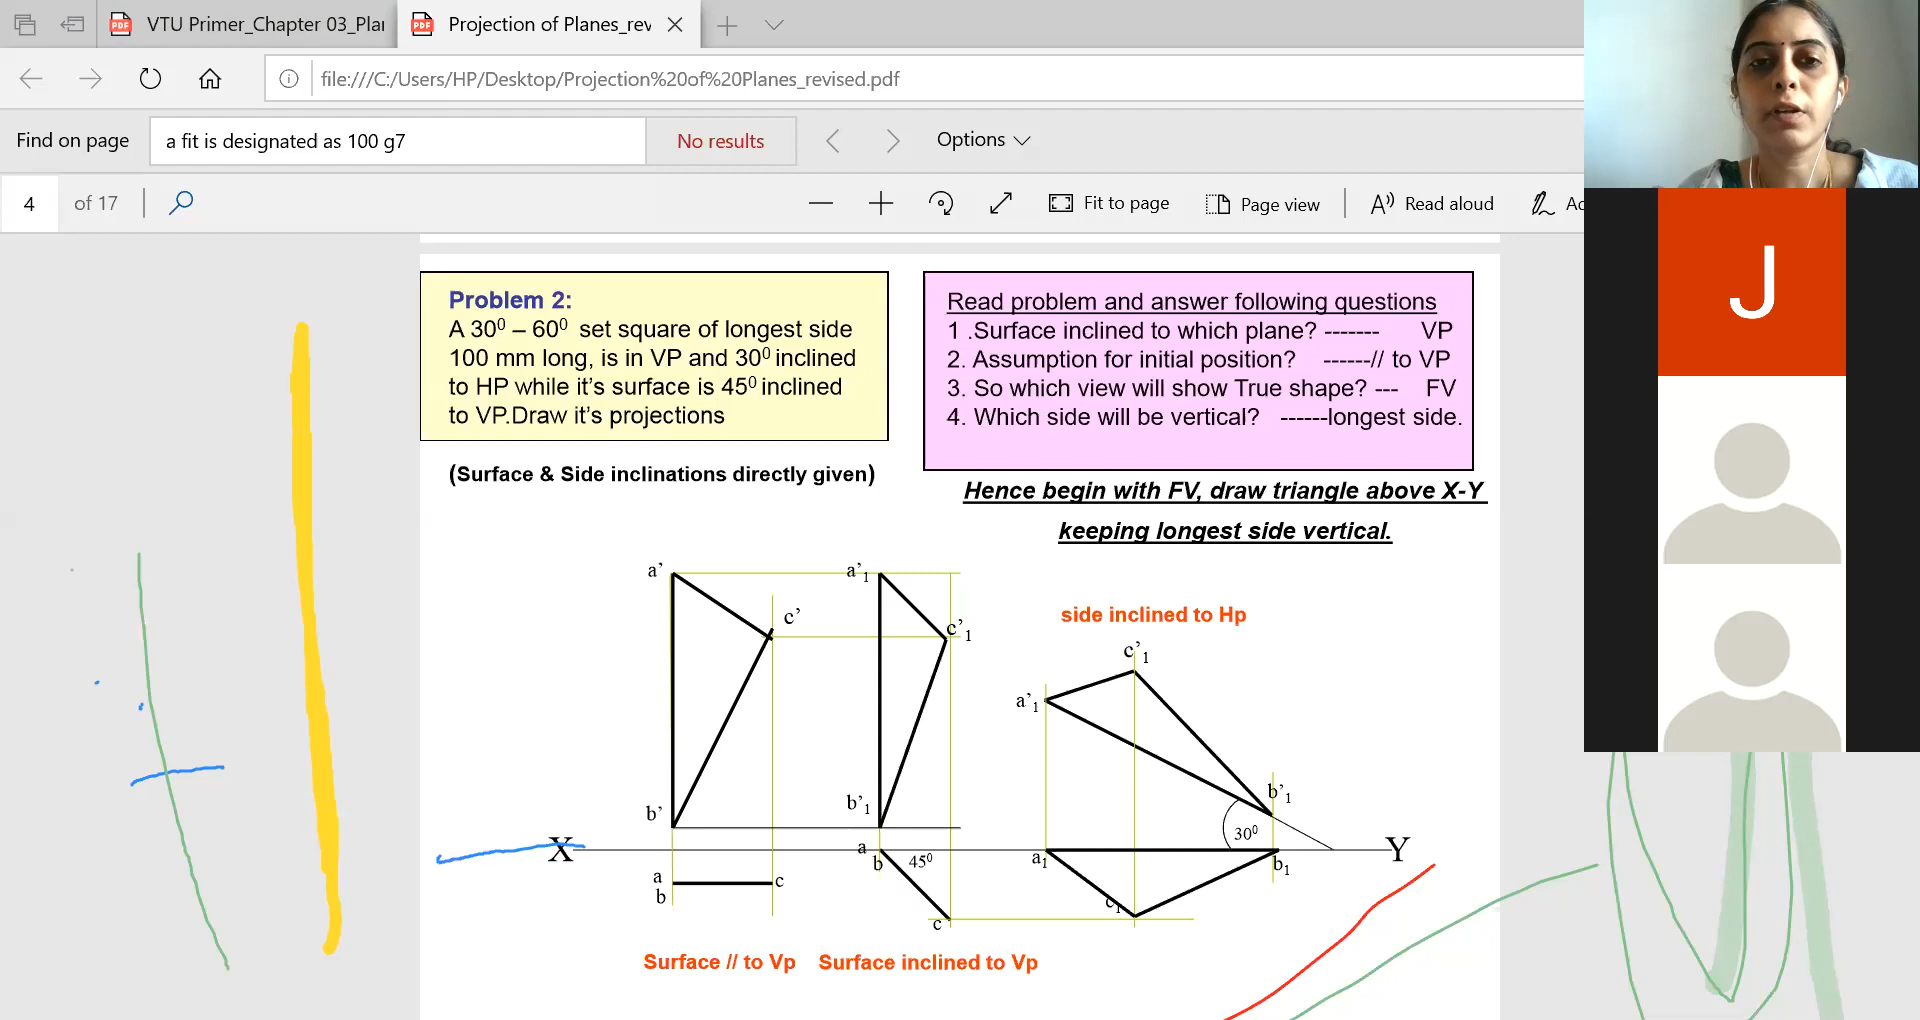 VTU Primer_Chapter 03_Plan
Projection of Planes_rev
file:///C:/Users/HP/Desktop/Projection%20of%20Planes_revised.pdf
Find on page
a fit is designated as 100 g7
No results
Options
4 of 17
Fit to page
Page view
Read aloud
Ad
J
Problem 2:
A 30⁰ – 60⁰ set square of longest side
100 mm long, is in VP and 30⁰ inclined
to HP while it’s surface is 45⁰ inclined
to VP.Draw it’s projections
(Surface & Side inclinations directly given)
Read problem and answer following questions
1 .Surface inclined to which plane? ------- VP
2. Assumption for initial position? ------// to VP
3. So which view will show True shape? --- FV
4. Which side will be vertical? ------longest side.
Hence begin with FV, draw triangle above X-Y
keeping longest side vertical.
a’
a’₁
c’
c’₁
side inclined to Hp
c’₁
a’₁
b’
b’₁
b’₁
30⁰
X
Y
a
b
45⁰
a₁
b₁
a
b
c
c
c₁
Surface // to Vp
Surface inclined to Vp